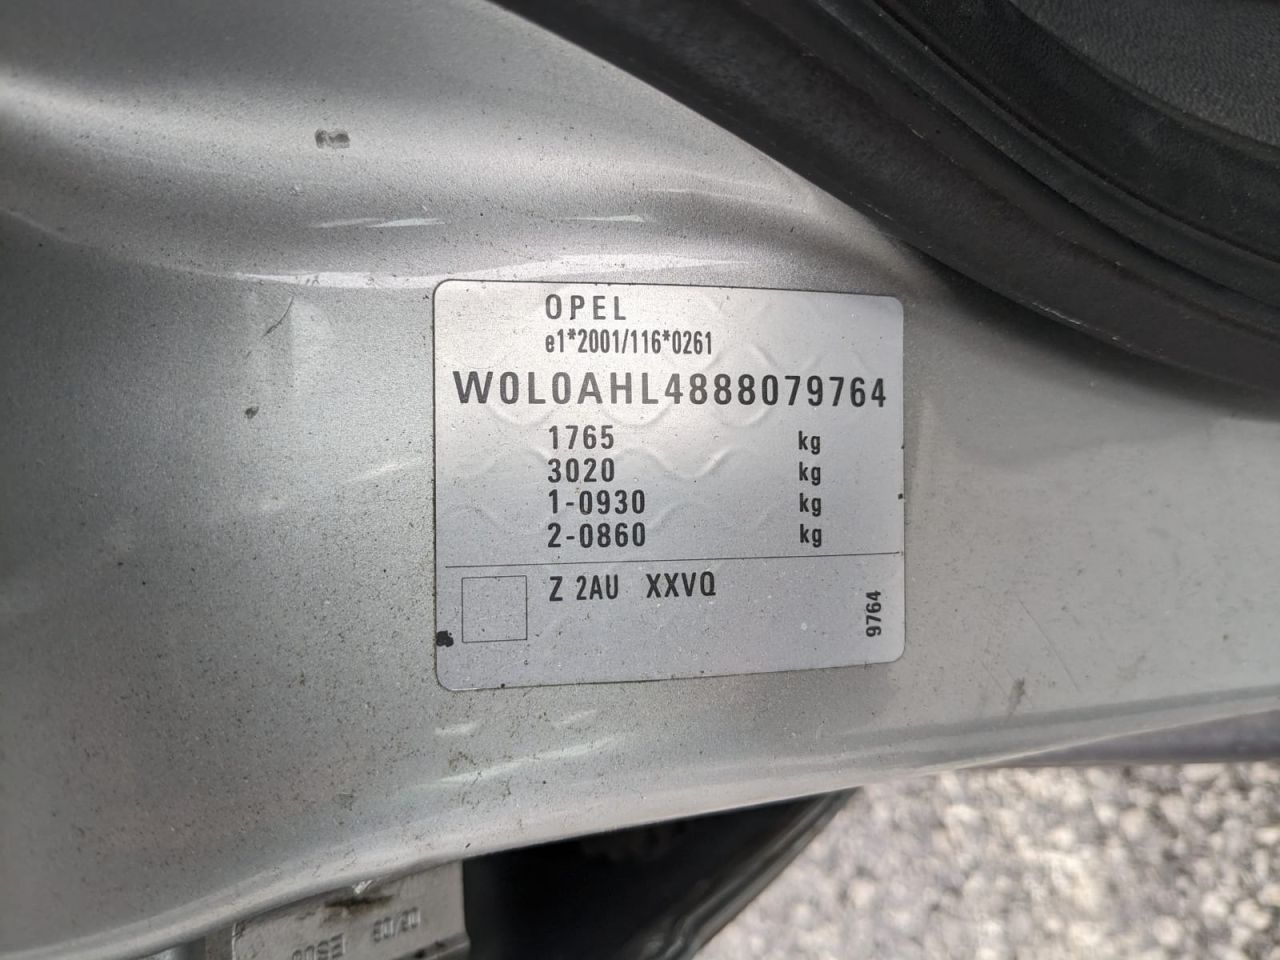 OPEL
e1*2001/116*0261
W0L0AHL4888079764
1765 kg
3020 kg
1-0930 kg
2-0860 kg
Z 2AU XXVQ
9764